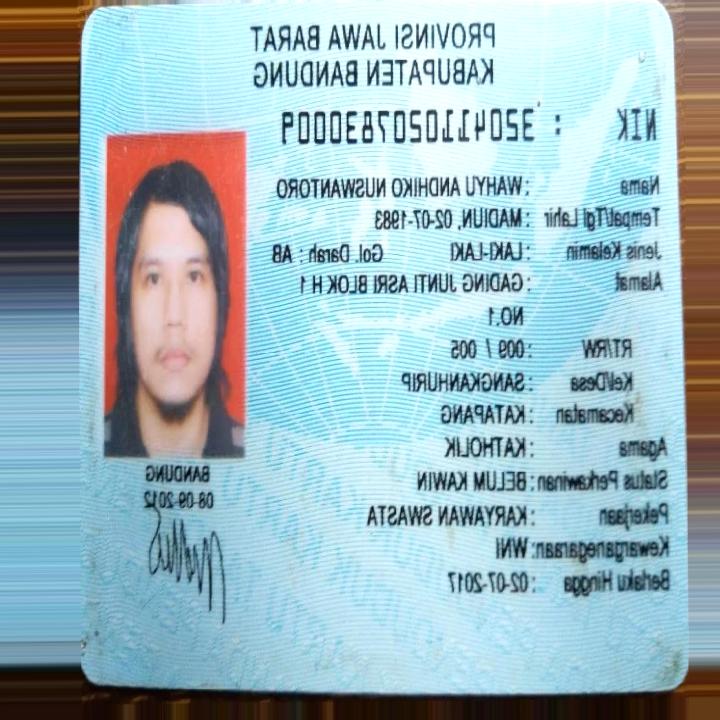 PROVINSI JAWA BARAT
KABUPATEN BANDUNG
NIK : 3204110207830009
Nama : WAHYU ANDHIKO NUSWANTORO
Tempat/Tgl Lahir : MADIUN, 02-07-1983
Jenis Kelamin : LAKI-LAKI Gol. Darah : AB
Alamat : GADING JUNTI ASRI BLOK H 1
NO.1
RT/RW : 009 / 005
Kel/Desa : SANGKANHURIP
Kecamatan : KATAPANG
Agama : KATHOLIK
Status Perkawinan: BELUM KAWIN
Pekerjaan : KARYAWAN SWASTA
Kewarganegaraan: WNI
Berlaku Hingga : 02-07-2017
BANDUNG
08-09-2012